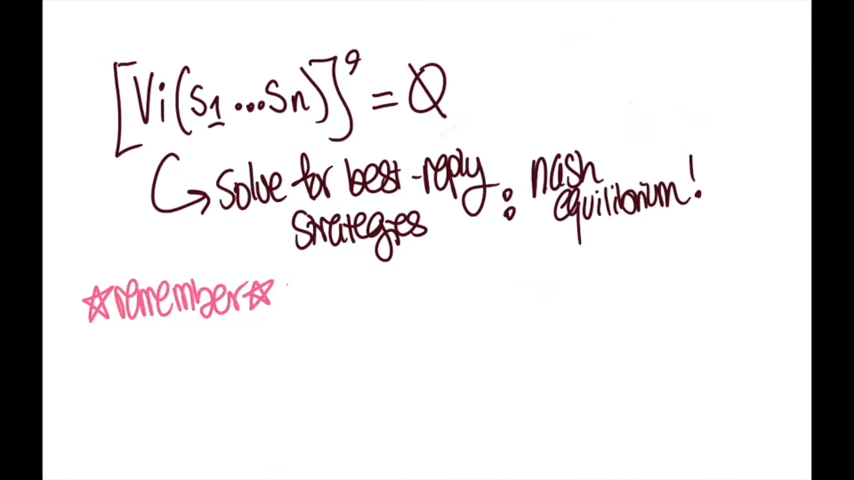 [Vi(S1...Sn)]' = 0
solve for best-reply : nash
strategies equilibrium!
☆remember☆